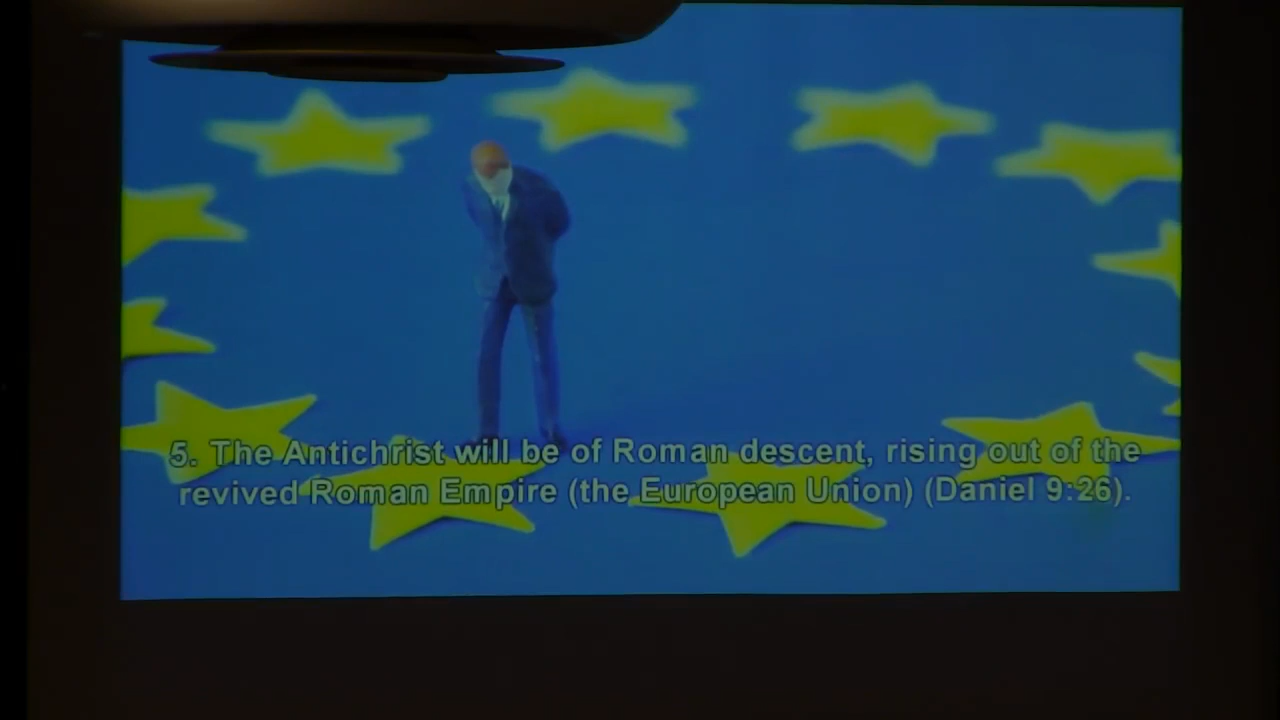 5. The Antichrist will be of Roman descent, rising out of the
revived Roman Empire (the European Union) (Daniel 9:26).